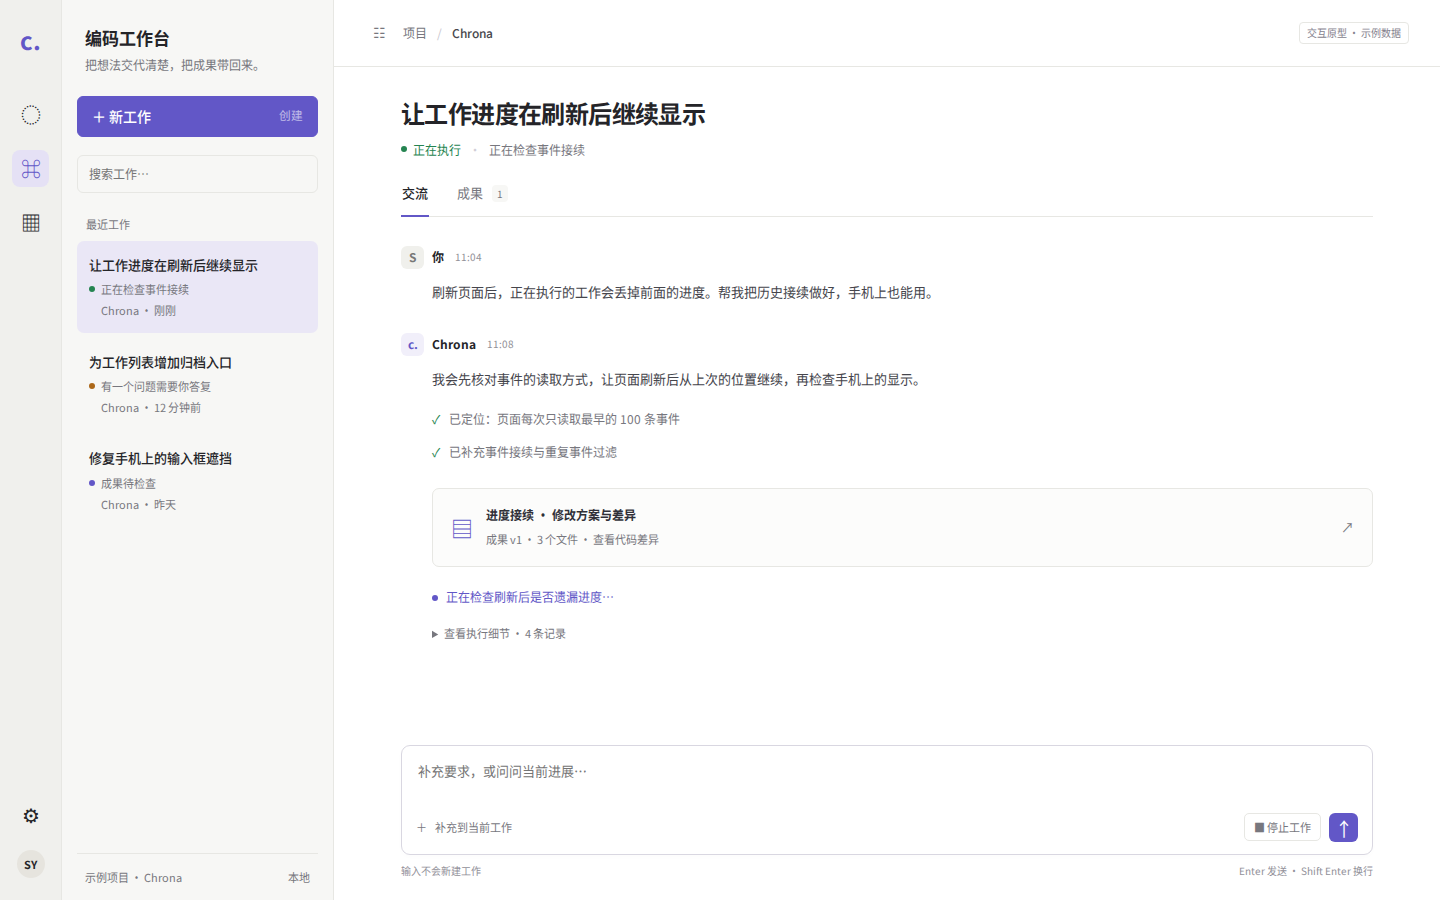 c.
编码工作台
把想法交代清楚，把成果带回来。
+ 新工作 创建
搜索工作…
最近工作
让工作进度在刷新后继续显示
正在检查事件接续
Chrona · 刚刚
为工作列表增加归档入口
有一个问题需要你答复
Chrona · 12 分钟前
修复手机上的输入框遮挡
成果待检查
Chrona · 昨天
SY
示例项目 · Chrona 本地
项目 / Chrona 交互原型 · 示例数据
让工作进度在刷新后继续显示
正在执行 · 正在检查事件接续
交流 成果 1
S 你 11:04
刷新页面后，正在执行的工作会丢掉前面的进度。帮我把历史接续做好，手机上也能用。
c. Chrona 11:08
我会先核对事件的读取方式，让页面刷新后从上次的位置继续，再检查手机上的显示。
✓ 已定位：页面每次只读取最早的 100 条事件
✓ 已补充事件接续与重复事件过滤
进度接续 · 修改方案与差异 ↗
成果 v1 · 3 个文件 · 查看代码差异
正在检查刷新后是否遗漏进度…
▶ 查看执行细节 · 4 条记录
补充要求，或问问当前进展…
+ 补充到当前工作 ■ 停止工作 ↑
输入不会新建工作 Enter 发送 · Shift Enter 换行